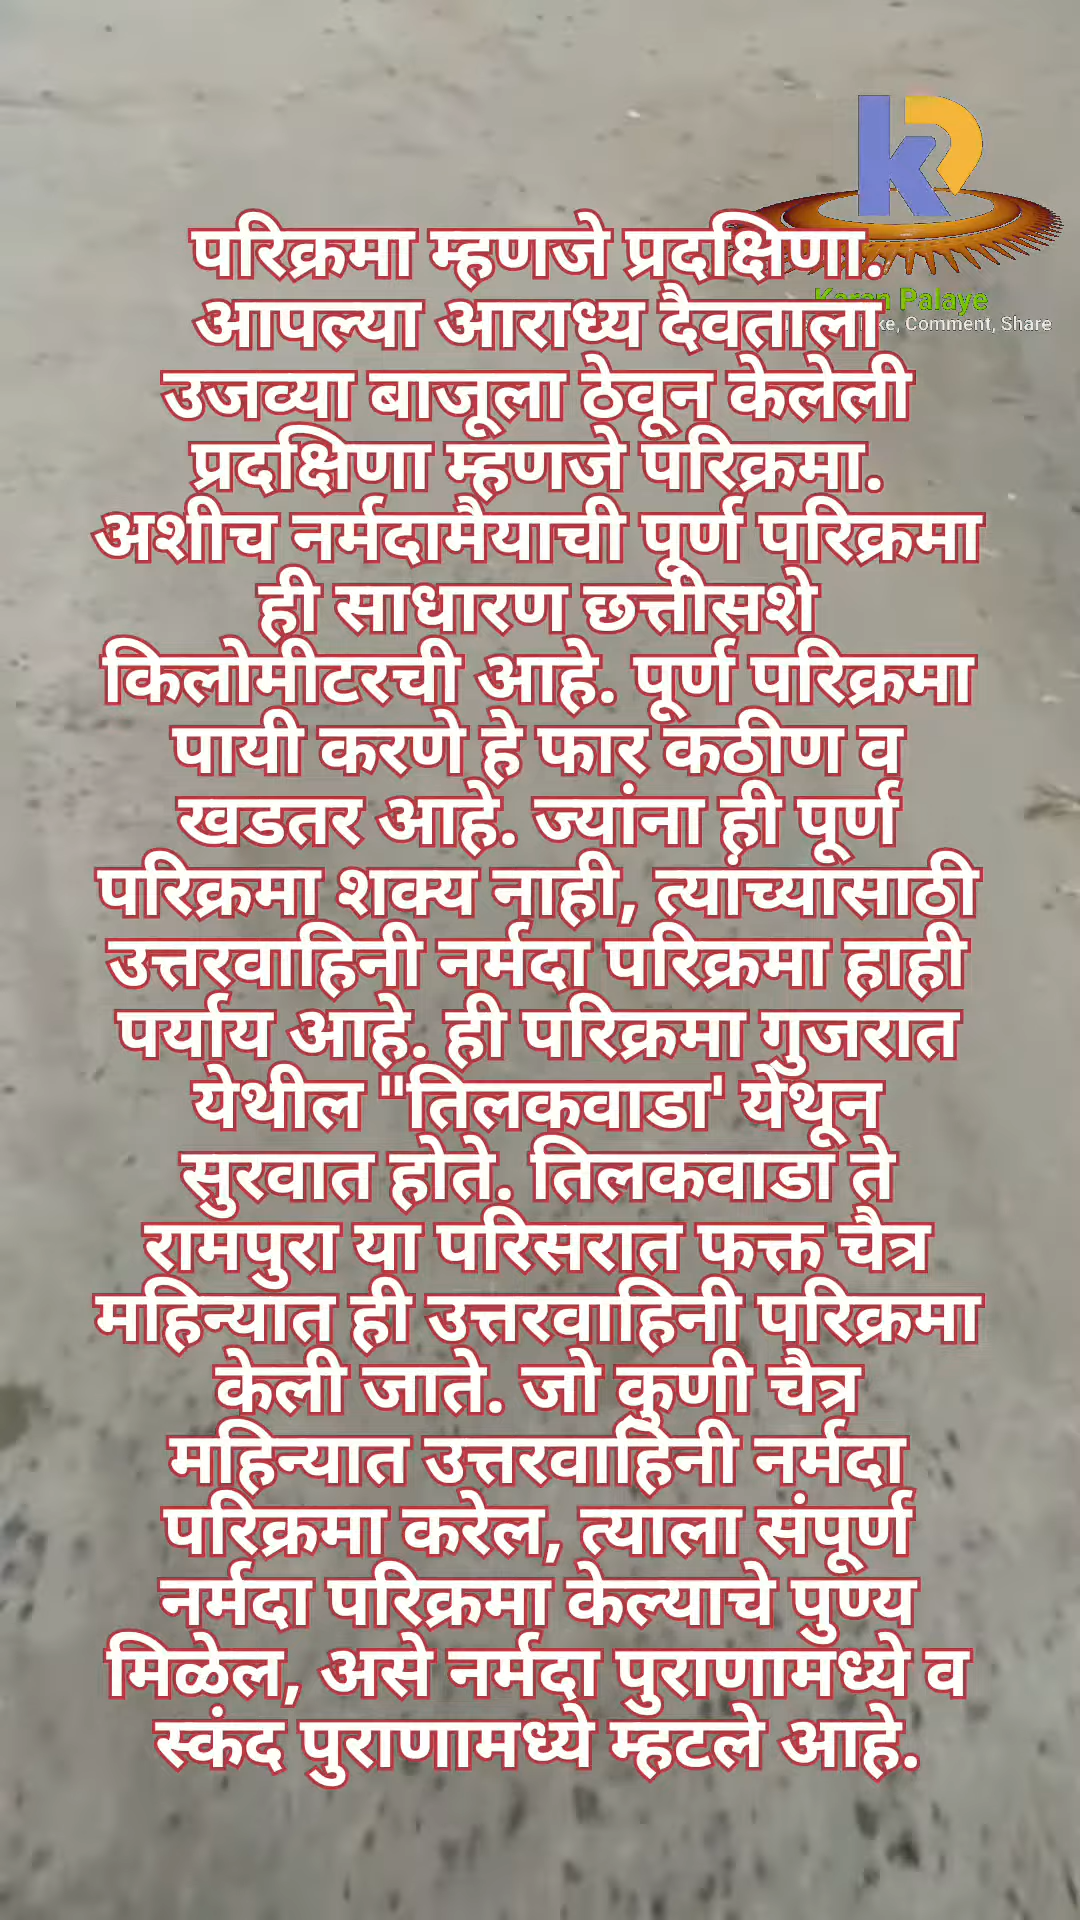 परिक्रमा म्हणजे प्रदक्षिणा.
आपल्या आराध्य दैवताला
उजव्या बाजूला ठेवून केलेली
प्रदक्षिणा म्हणजे परिक्रमा.
अशीच नर्मदामैयाची पूर्ण परिक्रमा
ही साधारण छत्तीसशे
किलोमीटरची आहे. पूर्ण परिक्रमा
पायी करणे हे फार कठीण व
खडतर आहे. ज्यांना ही पूर्ण
परिक्रमा शक्य नाही, त्यांच्यासाठी
उत्तरवाहिनी नर्मदा परिक्रमा हाही
पर्याय आहे. ही परिक्रमा गुजरात
येथील "तिलकवाडा' येथून
सुरवात होते. तिलकवाडा ते
रामपुरा या परिसरात फक्त चैत्र
महिन्यात ही उत्तरवाहिनी परिक्रमा
केली जाते. जो कुणी चैत्र
महिन्यात उत्तरवाहिनी नर्मदा
परिक्रमा करेल, त्याला संपूर्ण
नर्मदा परिक्रमा केल्याचे पुण्य
मिळेल, असे नर्मदा पुराणामध्ये व
स्कंद पुराणामध्ये म्हटले आहे.
Palaye
Comment, Share